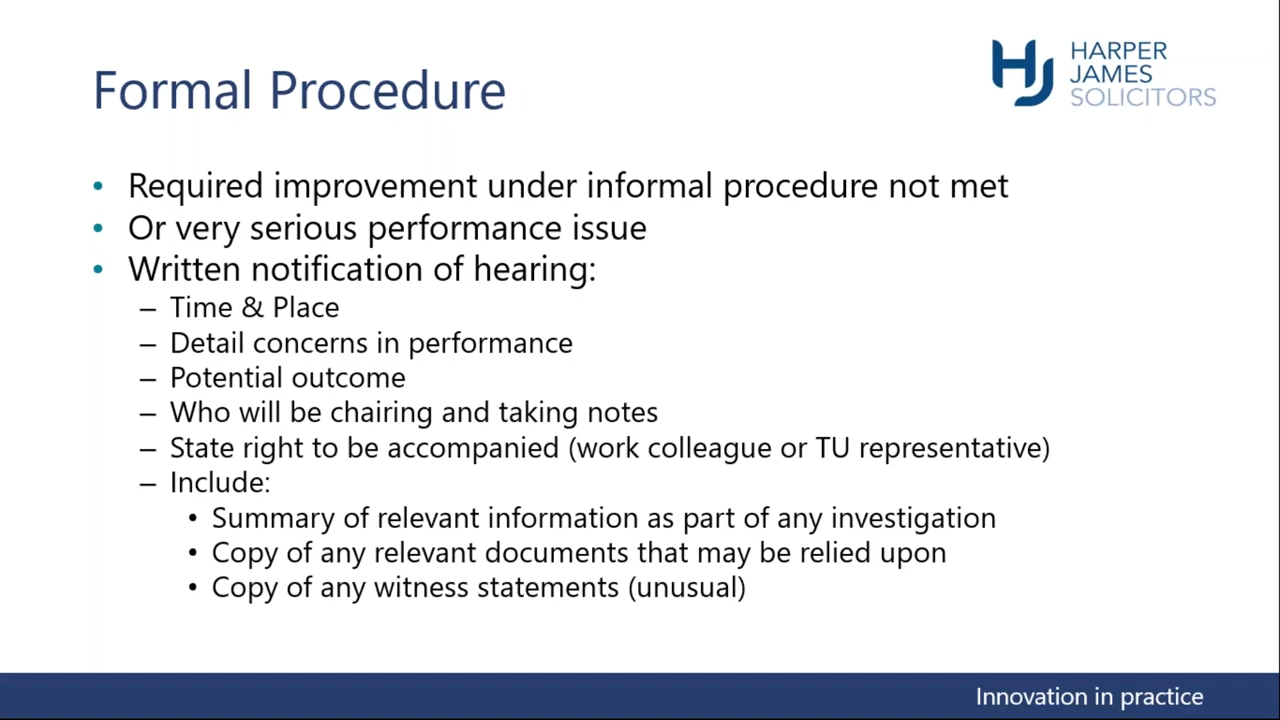 Formal Procedure
HARPER
JAMES
SOLICITORS
• Required improvement under informal procedure not met
• Or very serious performance issue
• Written notification of hearing:
– Time & Place
– Detail concerns in performance
– Potential outcome
– Who will be chairing and taking notes
– State right to be accompanied (work colleague or TU representative)
– Include:
• Summary of relevant information as part of any investigation
• Copy of any relevant documents that may be relied upon
• Copy of any witness statements (unusual)
Innovation in practice